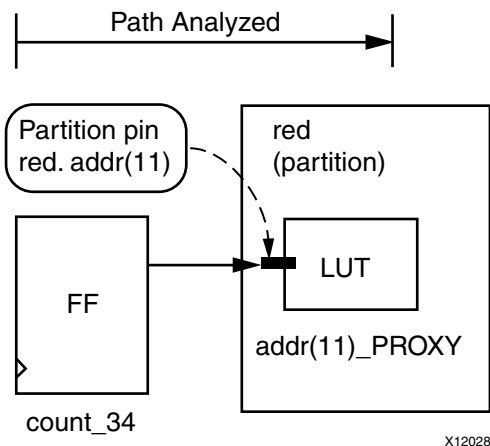 Path Analyzed
Partition pin
red. addr(11)
red
(partition)
FF
LUT
addr(11)_PROXY
count_34
X12028